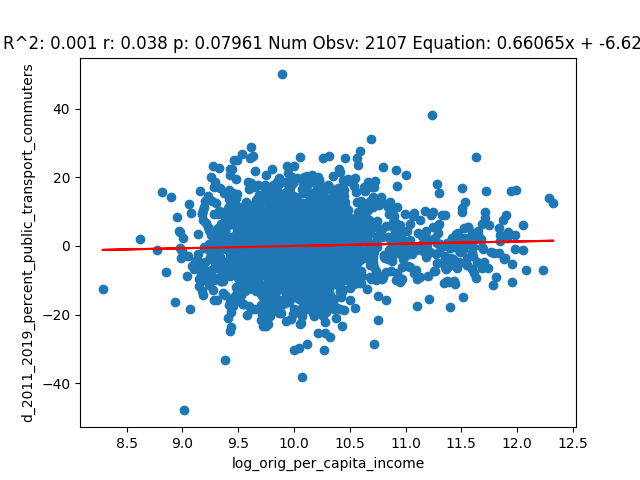 R^2: 0.001 r: 0.038 p: 0.07961 Num Obsv: 2107 Equation: 0.66065x + -6.62
d_2011_2019_percent_public_transport_commuters
40
20
0
−20
−40
8.5 9.0 9.5 10.0 10.5 11.0 11.5 12.0 12.5
log_orig_per_capita_income